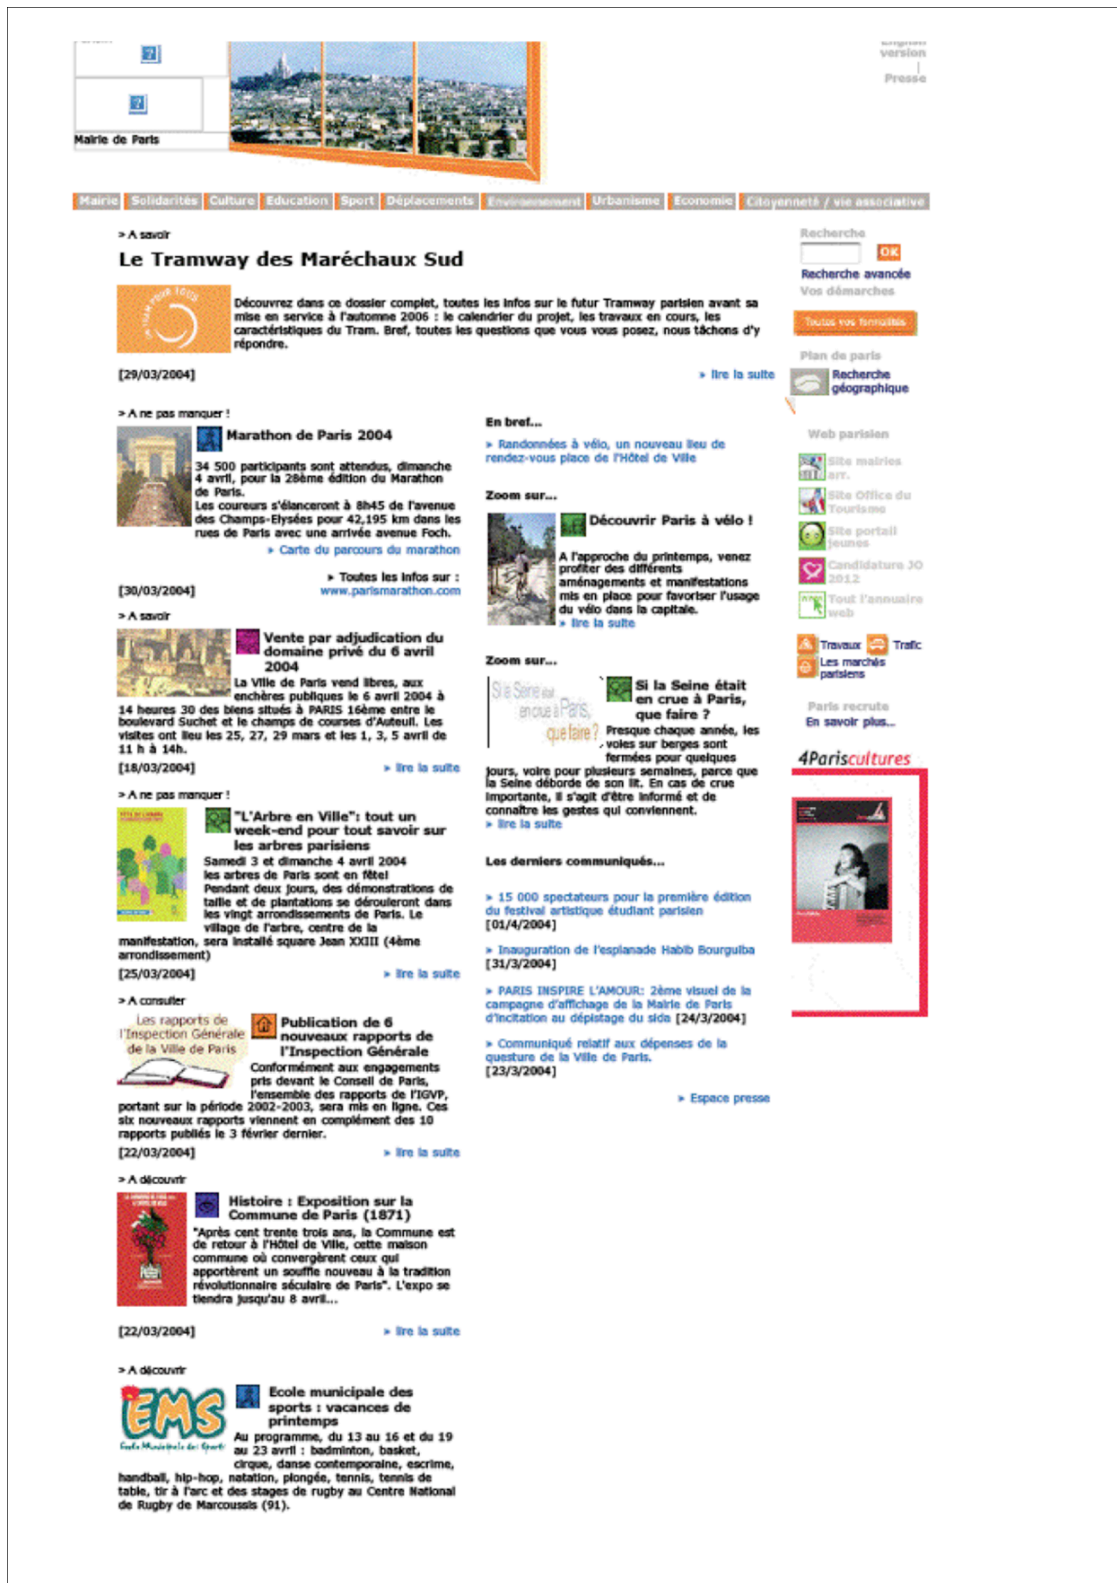 English
version
|
Presse
Mairie de Paris
Mairie Solidarités Culture Education Sport Déplacements Environnement Urbanisme Economie Citoyenneté / vie associative
> A savoir
Le Tramway des Maréchaux Sud
UN TRAM POUR TOUS
Découvrez dans ce dossier complet, toutes les infos sur le futur Tramway parisien avant sa
mise en service à l'automne 2006 : le calendrier du projet, les travaux en cours, les
caractéristiques du Tram. Bref, toutes les questions que vous vous posez, nous tâchons d'y
répondre.
[29/03/2004]
» lire la suite
> A ne pas manquer !
Marathon de Paris 2004
34 500 participants sont attendus, dimanche
4 avril, pour la 28ème édition du Marathon
de Paris.
Les coureurs s'élanceront à 8h45 de l'avenue
des Champs-Elysées pour 42,195 km dans les
rues de Paris avec une arrivée avenue Foch.
» Carte du parcours du marathon
» Toutes les infos sur :
[30/03/2004] www.parismarathon.com
> A savoir
Vente par adjudication du
domaine privé du 6 avril
2004
La Ville de Paris vend libres, aux
enchères publiques le 6 avril 2004 à
14 heures 30 des biens situés à PARIS 16ème entre le
boulevard Suchet et le champs de courses d'Auteuil. Les
visites ont lieu les 25, 27, 29 mars et les 1, 3, 5 avril de
11 h à 14h.
[18/03/2004] » lire la suite
> A ne pas manquer !
"L'Arbre en Ville": tout un
week-end pour tout savoir sur
les arbres parisiens
Samedi 3 et dimanche 4 avril 2004
les arbres de Paris sont en fête!
Pendant deux jours, des démonstrations de
taille et de plantations se dérouleront dans
les vingt arrondissements de Paris. Le
village de l'arbre, centre de la
manifestation, sera installé square Jean XXIII (4ème
arrondissement)
[25/03/2004] » lire la suite
> A consulter
Les rapports de
l'Inspection Générale
de la Ville de Paris
Publication de 6
nouveaux rapports de
l'Inspection Générale
Conformément aux engagements
pris devant le Conseil de Paris,
l'ensemble des rapports de l'IGVP,
portant sur la période 2002-2003, sera mis en ligne. Ces
six nouveaux rapports viennent en complément des 10
rapports publiés le 3 février dernier.
[22/03/2004] » lire la suite
> A découvrir
Histoire : Exposition sur la
Commune de Paris (1871)
"Après cent trente trois ans, la Commune est
de retour à l'Hôtel de Ville, cette maison
commune où convergèrent ceux qui
apportèrent un souffle nouveau à la tradition
révolutionnaire séculaire de Paris". L'expo se
tiendra jusqu'au 8 avril...
[22/03/2004] » lire la suite
> A découvrir
EMS
Ecole Municipale des Sports
Ecole municipale des
sports : vacances de
printemps
Au programme, du 13 au 16 et du 19
au 23 avril : badminton, basket,
cirque, danse contemporaine, escrime,
handball, hip-hop, natation, plongée, tennis, tennis de
table, tir à l'arc et des stages de rugby au Centre National
de Rugby de Marcoussis (91).
En bref...
» Randonnées à vélo, un nouveau lieu de
rendez-vous place de l'Hôtel de Ville
Zoom sur...
Découvrir Paris à vélo !
A l'approche du printemps, venez
profiter des différents
aménagements et manifestations
mis en place pour favoriser l'usage
du vélo dans la capitale.
» lire la suite
Zoom sur...
Si la Seine était
en crue à Paris,
que faire ?
Si la Seine était
en crue à Paris,
que faire ?
Presque chaque année, les
voies sur berges sont
fermées pour quelques
jours, voire pour plusieurs semaines, parce que
la Seine déborde de son lit. En cas de crue
importante, il s'agit d'être informé et de
connaître les gestes qui conviennent.
» lire la suite
Les derniers communiqués...
» 15 000 spectateurs pour la première édition
du festival artistique étudiant parisien
[01/4/2004]
» Inauguration de l'esplanade Habib Bourguiba
[31/3/2004]
» PARIS INSPIRE L'AMOUR: 2ème visuel de la
campagne d'affichage de la Mairie de Paris
d'incitation au dépistage du sida [24/3/2004]
» Communiqué relatif aux dépenses de la
questure de la Ville de Paris.
[23/3/2004]
» Espace presse
Recherche
OK
Recherche avancée
Vos démarches
Toutes vos formalités
Plan de paris
Recherche
géographique
Web parisien
Site mairies
arr.
Site Office du
Tourisme
Site portail
jeunes
Candidature JO
2012
Tout l'annuaire
web
Travaux Trafic
Les marchés
parisiens
Paris recrute
En savoir plus...
4Pariscultures